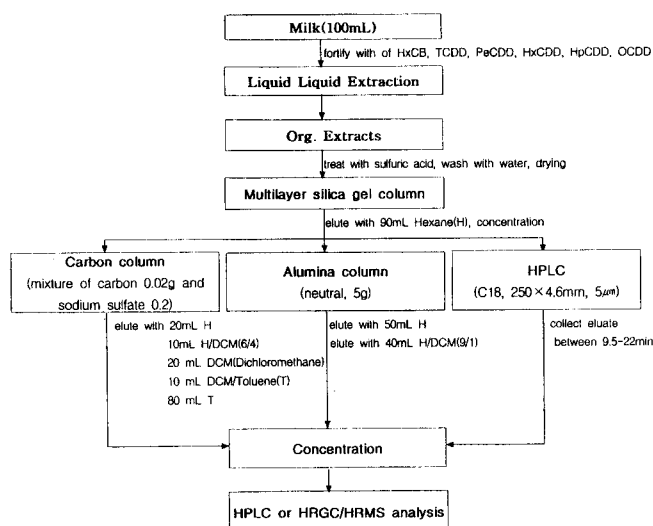 Milk(100mL)
fortify with of HxCB, TCDD, PeCDD, HxCDD, HpCDD, OCDD
Liquid Liquid Extraction
Org. Extracts
treat with sulfuric acid, wash with water, drying
Multilayer silica gel column
elute with 90mL Hexane(H), concentration
Carbon column
(mixture of carbon 0.02g and
sodium sulfate 0.2)
Alumina column
(neutral, 5g)
HPLC
(C18, 250×4.6mm, 5㎛)
elute with 20mL H
10mL H/DCM(6/4)
20 mL DCM(Dichloromethane)
10 mL DCM/Toluene(T)
80 mL T
elute with 50mL H
elute with 40mL H/DCM(9/1)
collect eluate
between 9.5-22min
Concentration
HPLC or HRGC/HRMS analysis